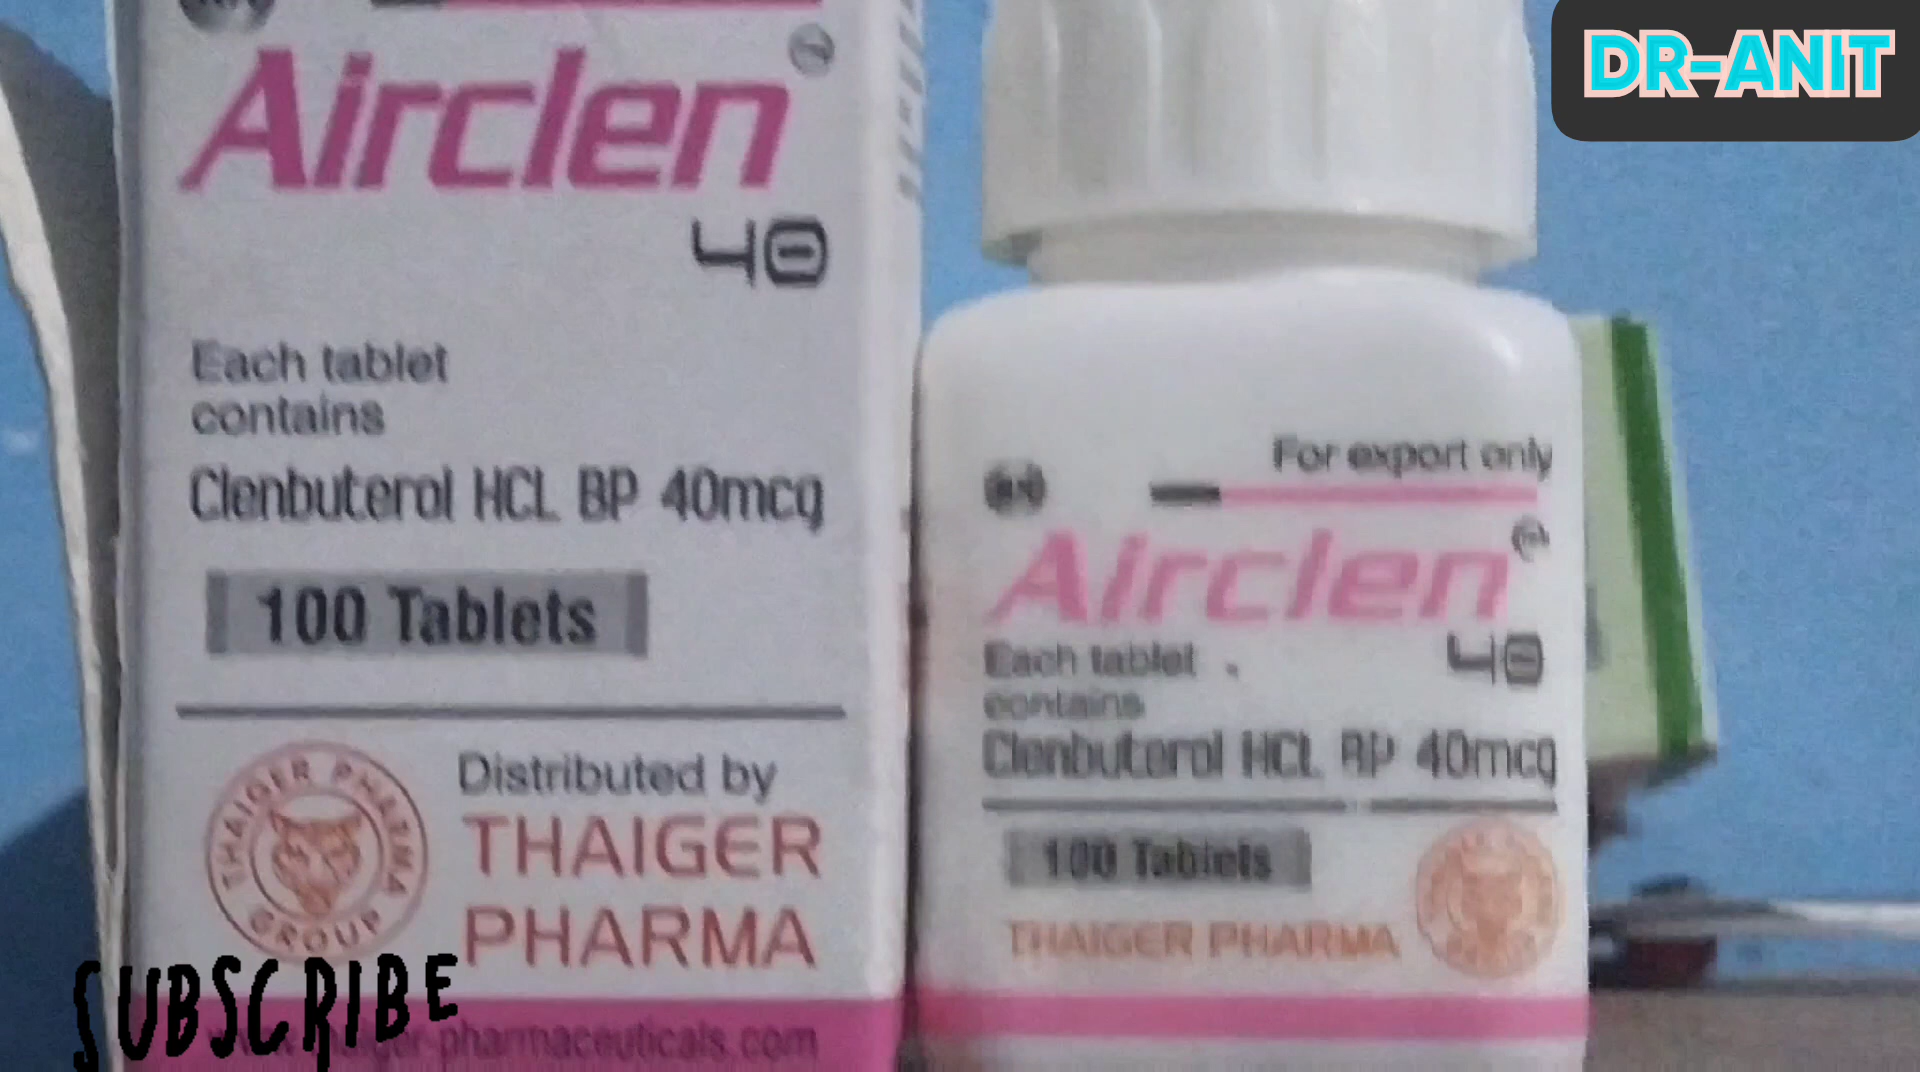 DR-ANIT
Airclen
40
Each tablet
contains
Clenbuterol HCL BP 40mcg
100 Tablets
THAIGER PHARMA
GROUP
Distributed by
THAIGER
PHARMA
SUBSCRIBE
thaiger-pharmaceuticals.com
For export only
Airclen
40
Each tablet
contains
Clenbuterol HCL BP 40mcg
100 Tablets
THAIGER PHARMA